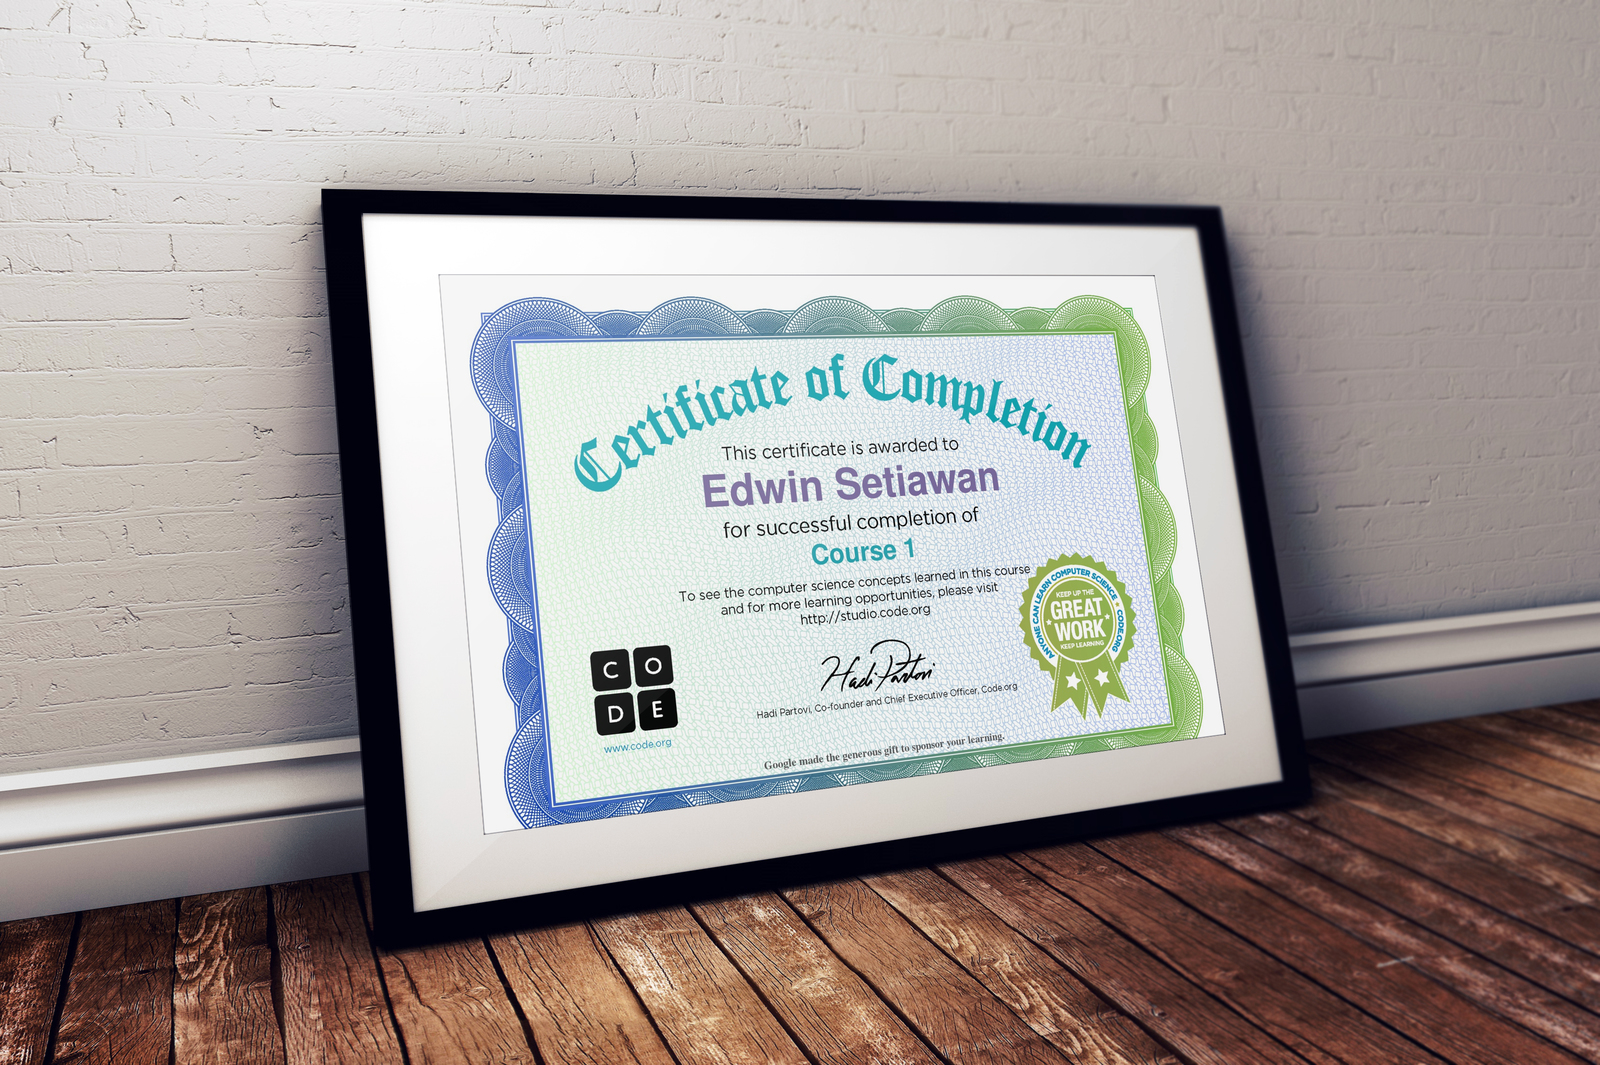 Certificate of Completion
This certificate is awarded to
Edwin Setiawan
for successful completion of
Course 1
To see the computer science concepts learned in this course
and for more learning opportunities, please visit
http://studio.code.org
ANYONE CAN LEARN COMPUTER SCIENCE • CODE.ORG
KEEP UP THE
GREAT
WORK
KEEP LEARNING
C O
D E
www.code.org
Hadi Partovi
Hadi Partovi, Co-founder and Chief Executive Officer, Code.org
Google made the generous gift to sponsor your learning.